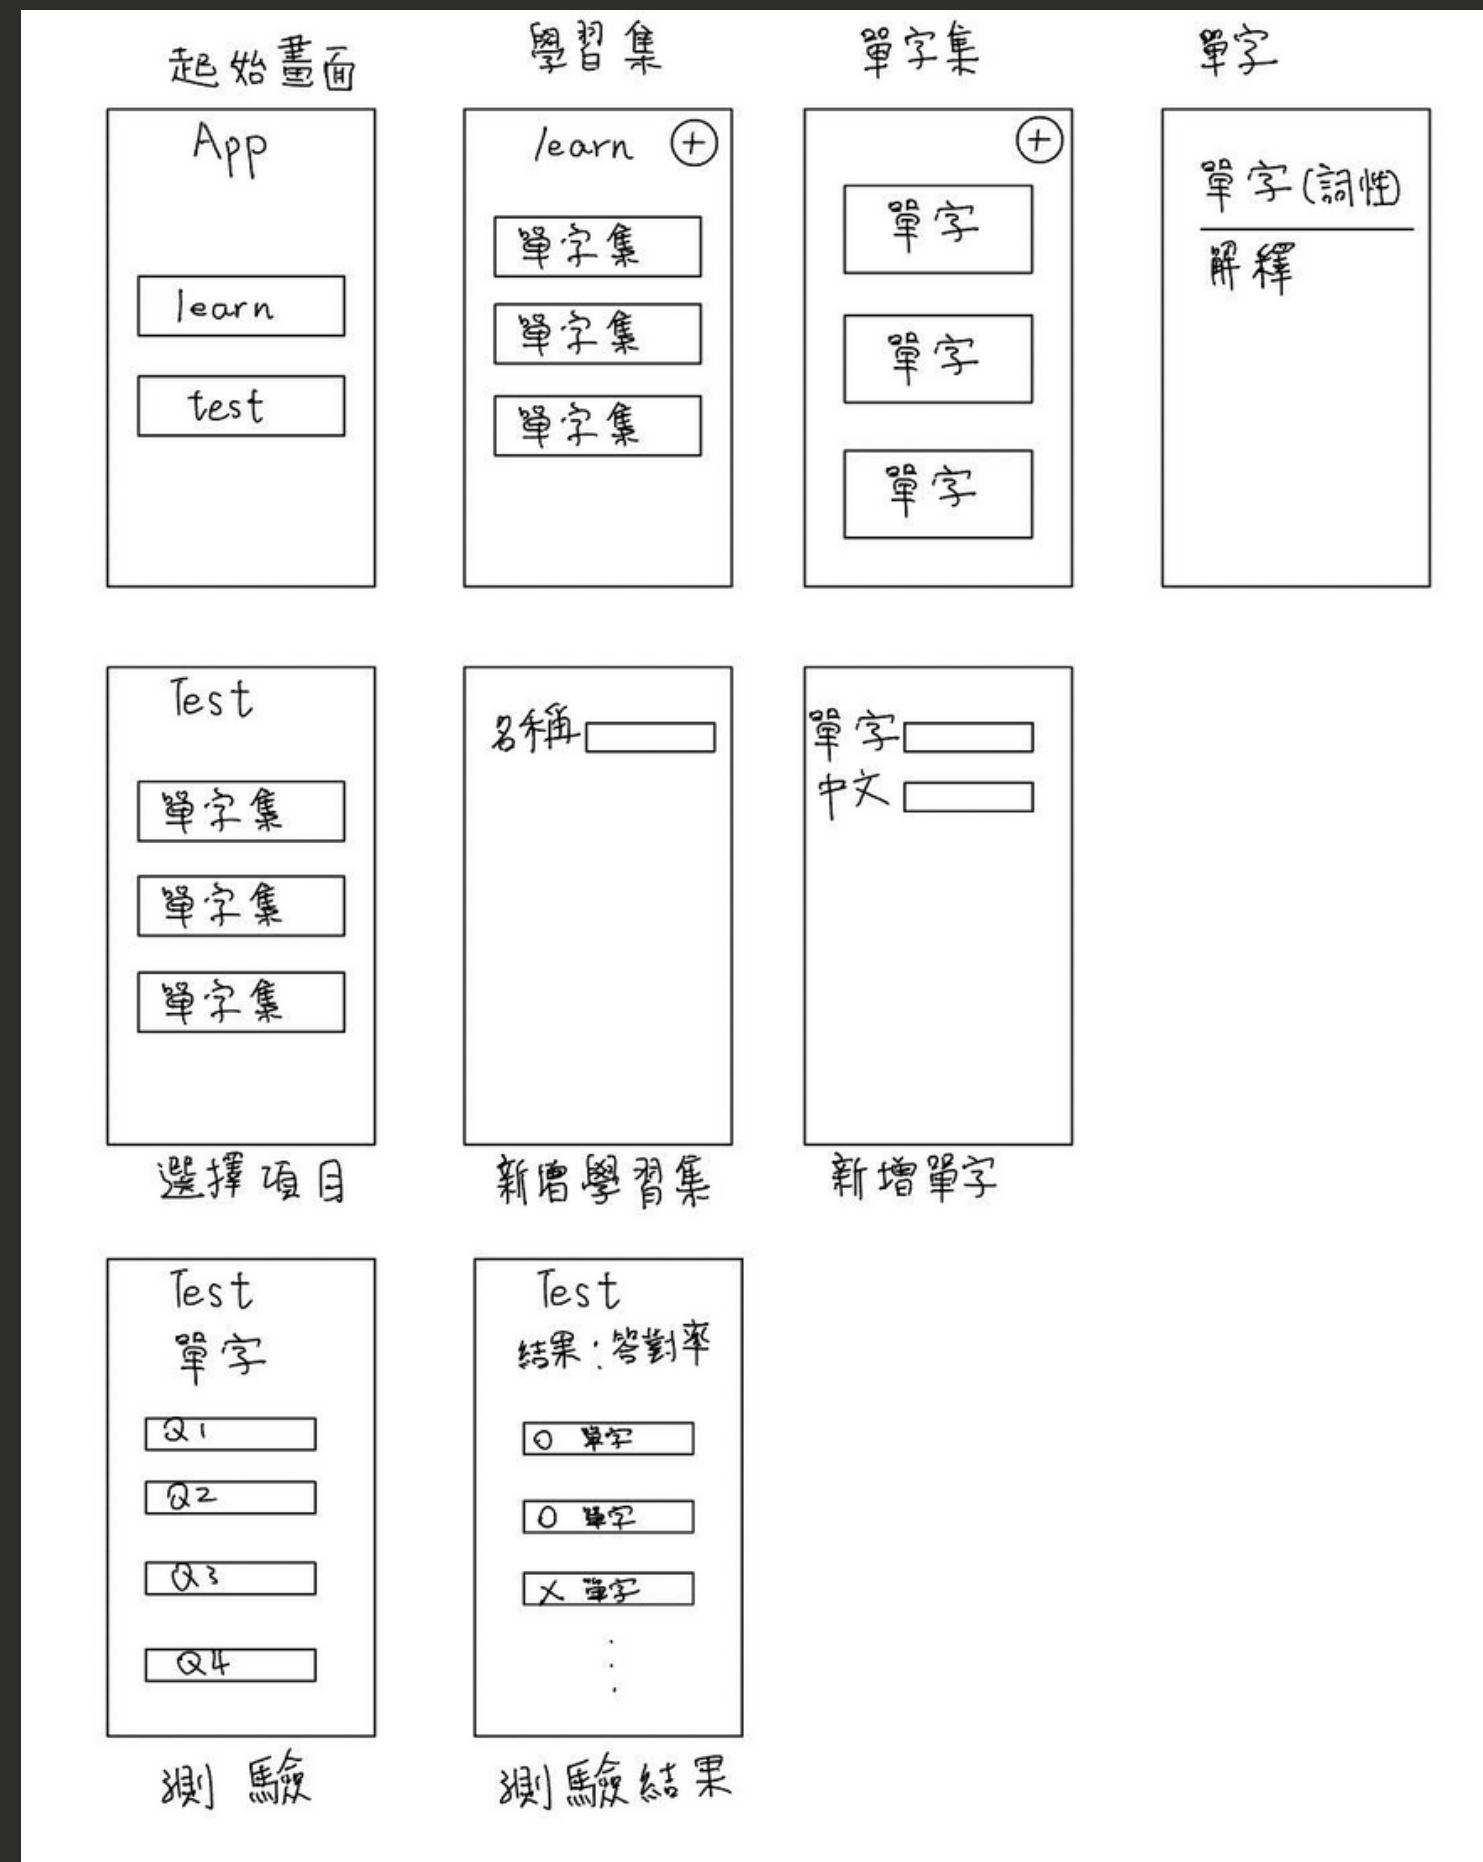 起始畫面
學習集
單字集
單字
App
learn
test
learn +
單字集
單字集
單字集
+
單字
單字
單字
單字(詞性)
解釋
Test
單字集
單字集
單字集
選擇項目
名稱
新增學習集
單字
中文
新增單字
Test
單字
Q1
Q2
Q3
Q4
測驗
Test
結果:答對率
O 單字
O 單字
X 單字
⋮
測驗結果